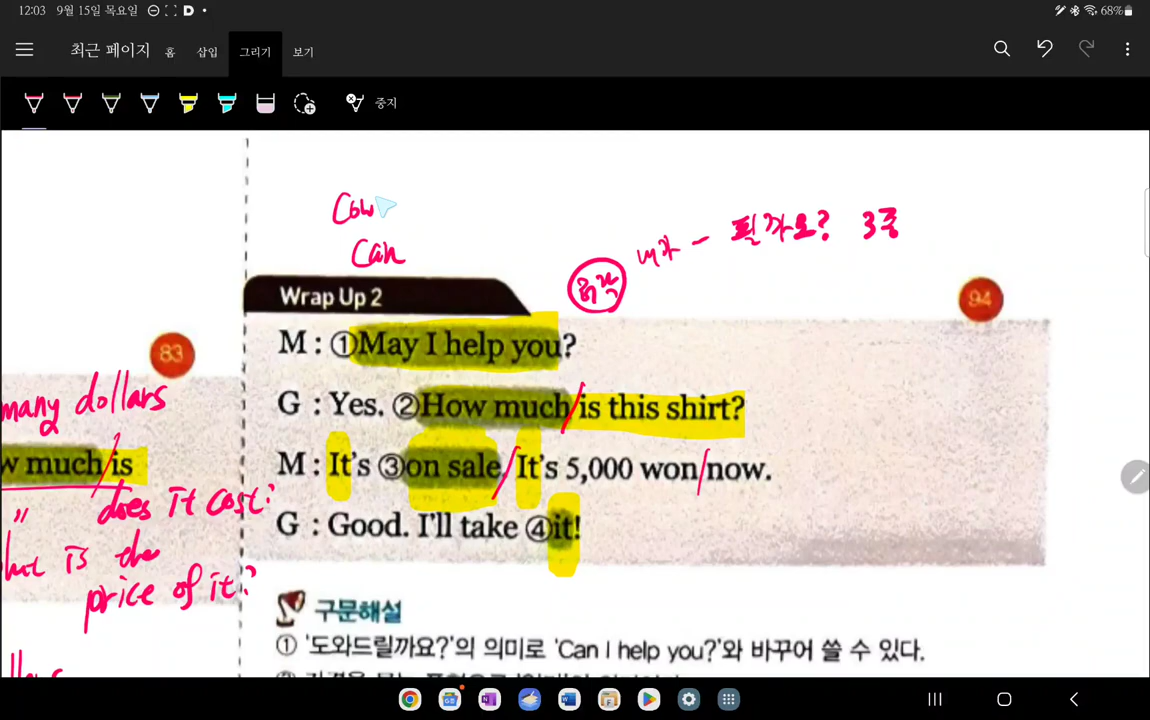 12:03 9월 15일 목요일 D 68%
최근 페이지 홈 삽입 그리기 보기
중지
Cow
Can
내가 - 될까요? 3종
Wrap Up 2
94
83
M : ①May I help you?
many dollars
G : Yes. ②How much/is this shirt?
w much/is
M : It's ③on sale./It's 5,000 won/now.
" does it cost?
G : Good. I'll take ④it!
hat is the
price of it?
구문해설
① '도와드릴까요?'의 의미로 'Can I help you?'와 바꾸어 쓸 수 있다.